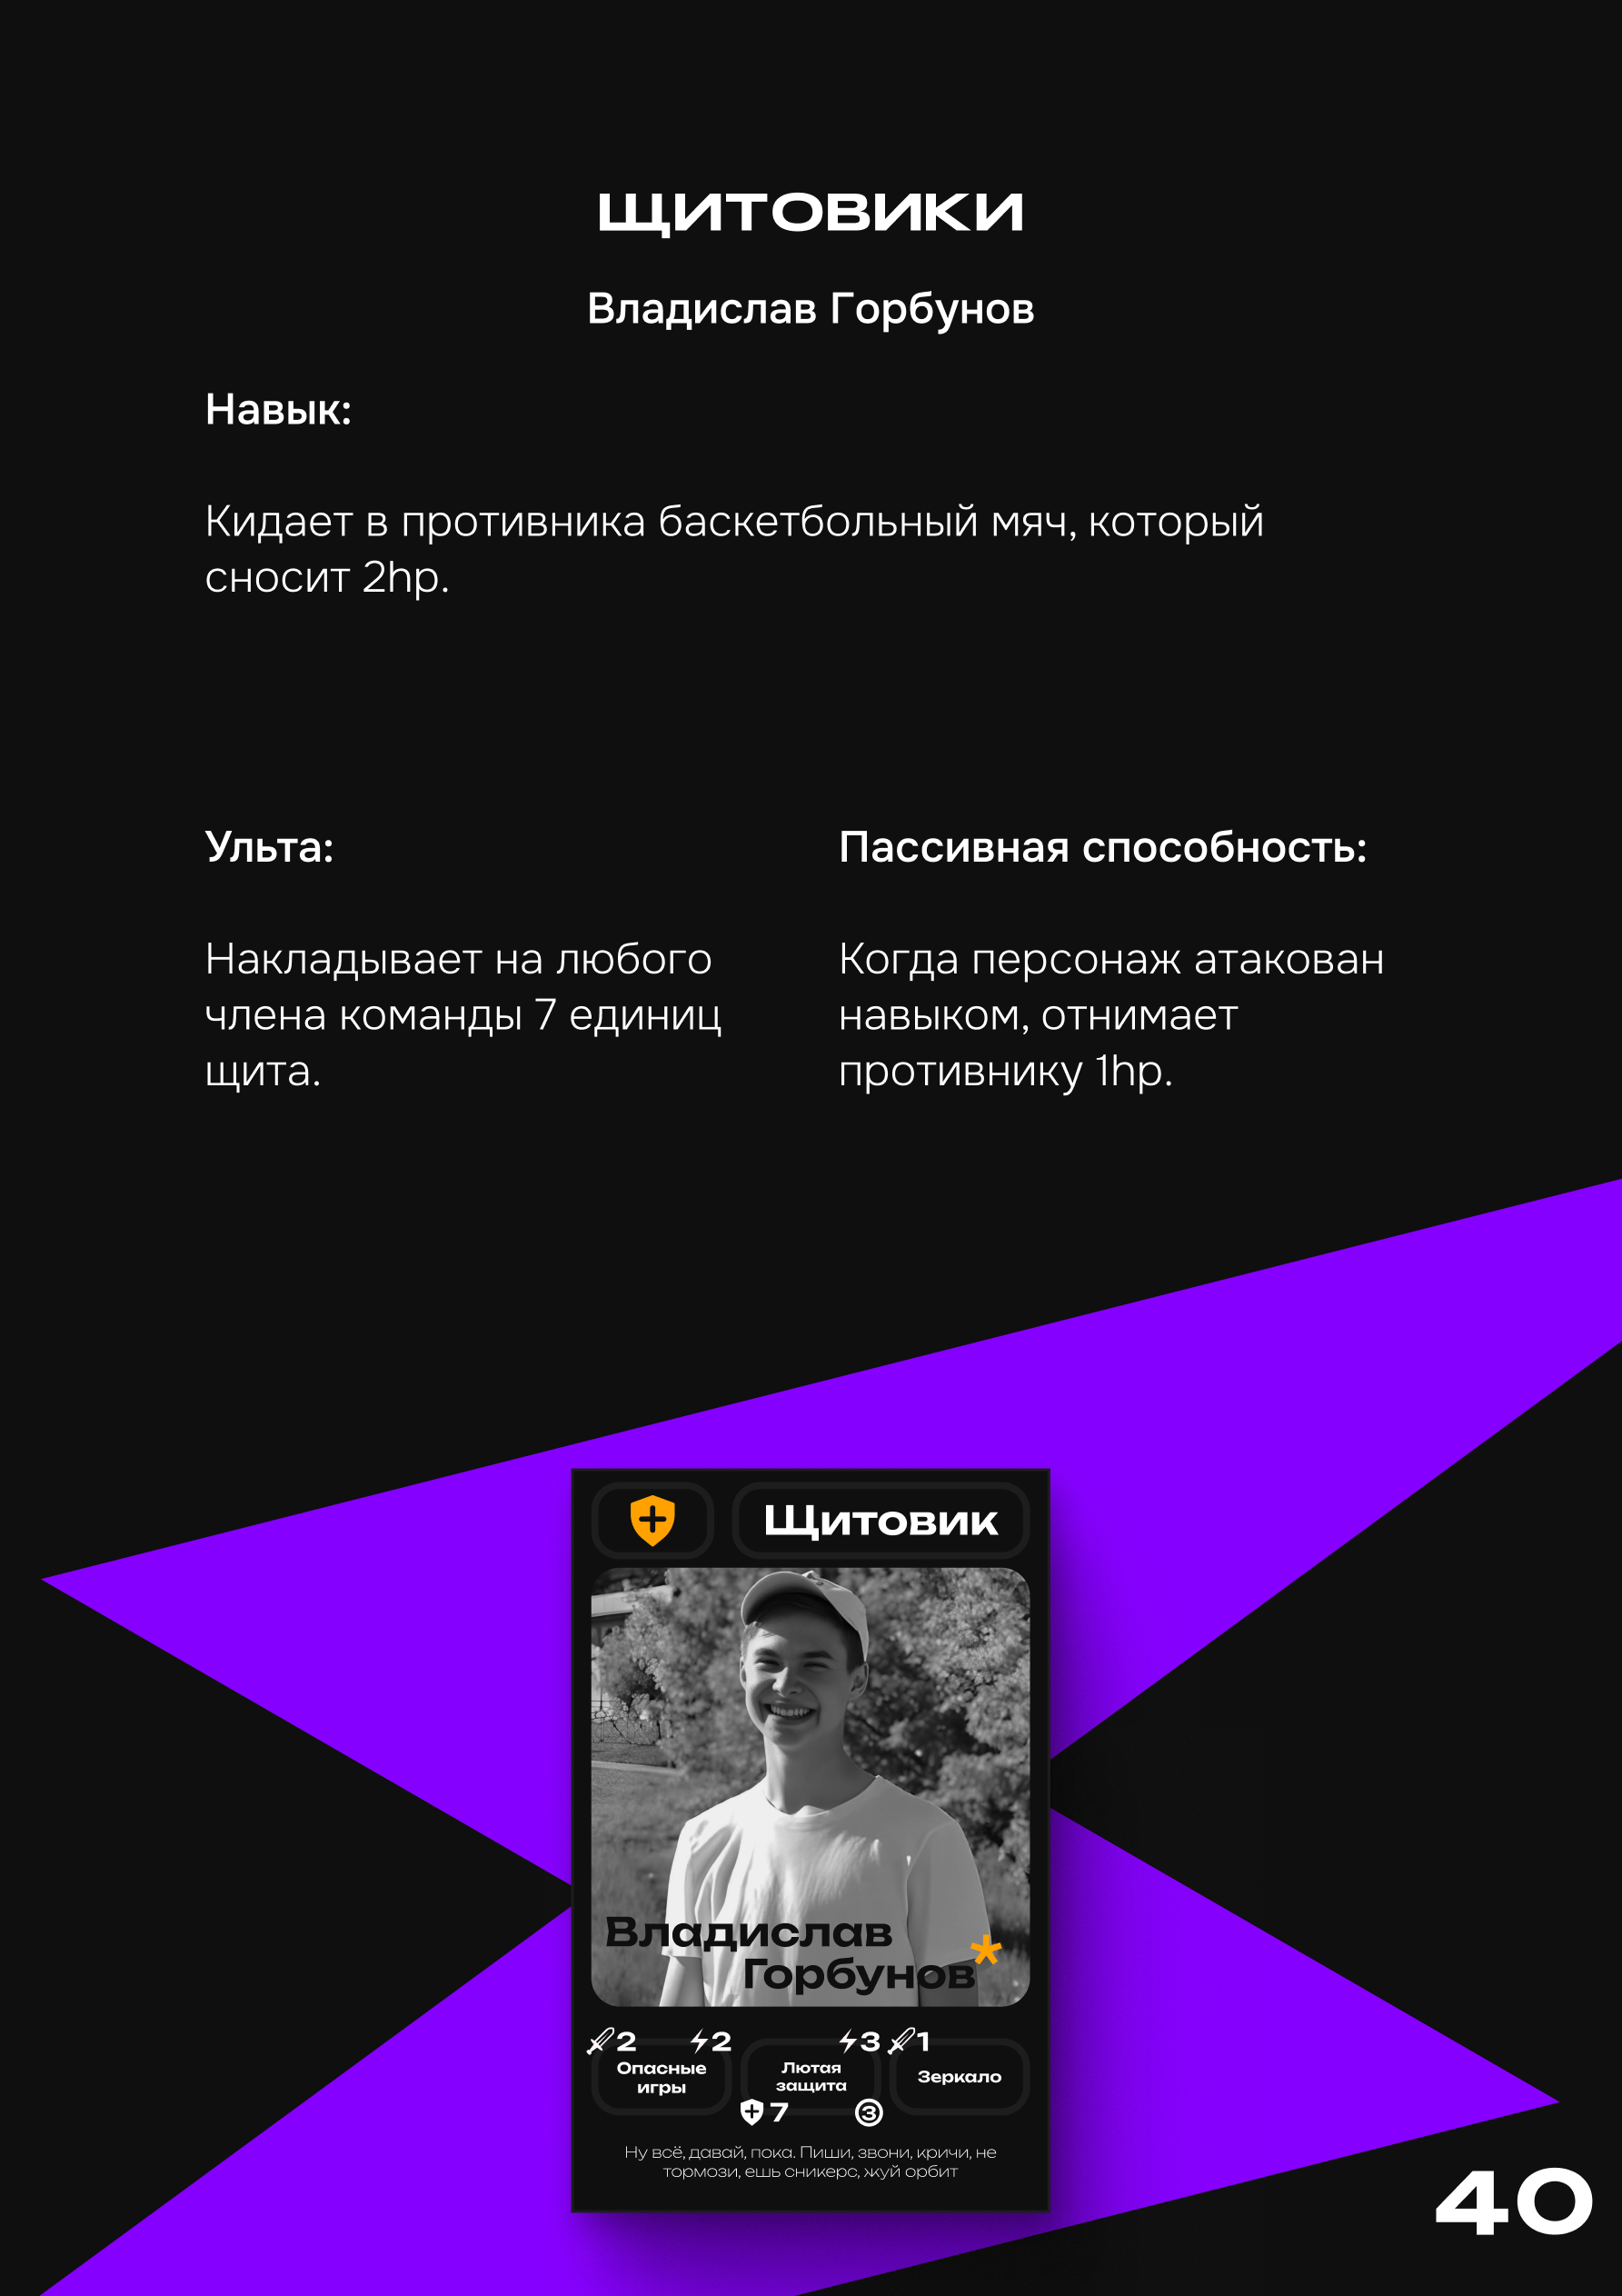 ЩИТОВИКИ
Владислав Горбунов
Навык:
Кидает в противника баскетбольный мяч, который
сносит 2hp.
Ульта:
Накладывает на любого
члена команды 7 единиц
щита.
Пассивная способность:
Когда персонаж атакован
навыком, отнимает
противнику 1hp.
Щитовик
Владислав
Горбунов*
2 2
Опасные
игры
3
Лютая
защита
7 3
1
Зеркало
Ну всё, давай, пока. Пиши, звони, кричи, не
тормози, ешь сникерс, жуй орбит
40